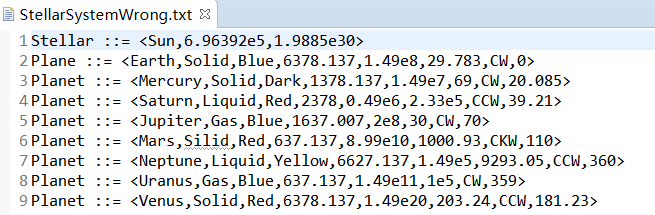 StellarSystemWrong.txt
1 Stellar ::= <Sun,6.96392e5,1.9885e30>
2 Plane ::= <Earth,Solid,Blue,6378.137,1.49e8,29.783,CW,0>
3 Planet ::= <Mercury,Solid,Dark,1378.137,1.49e7,69,CW,20.085>
4 Planet ::= <Saturn,Liquid,Red,2378,0.49e6,2.33e5,CCW,39.21>
5 Planet ::= <Jupiter,Gas,Blue,1637.007,2e8,30,CW,70>
6 Planet ::= <Mars,Silid,Red,637.137,8.99e10,1000.93,CKW,110>
7 Planet ::= <Neptune,Liquid,Yellow,6627.137,1.49e5,9293.05,CCW,360>
8 Planet ::= <Uranus,Gas,Blue,637.137,1.49e11,1e5,CW,359>
9 Planet ::= <Venus,Solid,Red,6378.137,1.49e20,203.24,CCW,181.23>